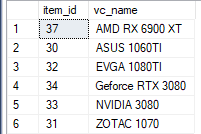 item_id vc_name
1 37 AMD RX 6900 XT
2 30 ASUS 1060TI
3 32 EVGA 1080TI
4 34 Geforce RTX 3080
5 33 NVIDIA 3080
6 31 ZOTAC 1070